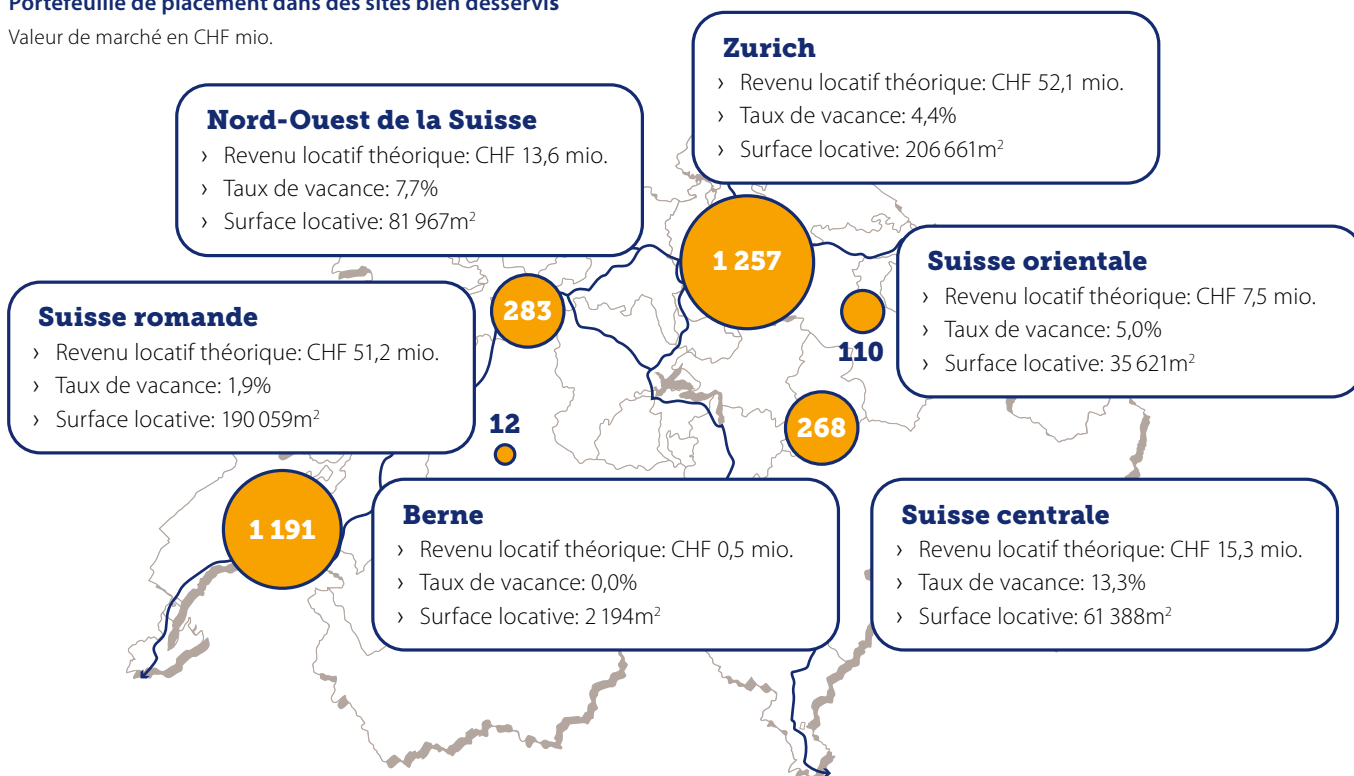 Portefeuille de placement dans des sites bien desservis
Valeur de marché en CHF mio.
Zurich
› Revenu locatif théorique: CHF 52,1 mio.
› Taux de vacance: 4,4%
› Surface locative: 206 661m²
Nord-Ouest de la Suisse
› Revenu locatif théorique: CHF 13,6 mio.
› Taux de vacance: 7,7%
› Surface locative: 81 967m²
1 257
Suisse orientale
› Revenu locatif théorique: CHF 7,5 mio.
› Taux de vacance: 5,0%
› Surface locative: 35 621m²
283
110
Suisse romande
› Revenu locatif théorique: CHF 51,2 mio.
› Taux de vacance: 1,9%
› Surface locative: 190 059m²
12
268
1 191
Berne
› Revenu locatif théorique: CHF 0,5 mio.
› Taux de vacance: 0,0%
› Surface locative: 2 194m²
Suisse centrale
› Revenu locatif théorique: CHF 15,3 mio.
› Taux de vacance: 13,3%
› Surface locative: 61 388m²